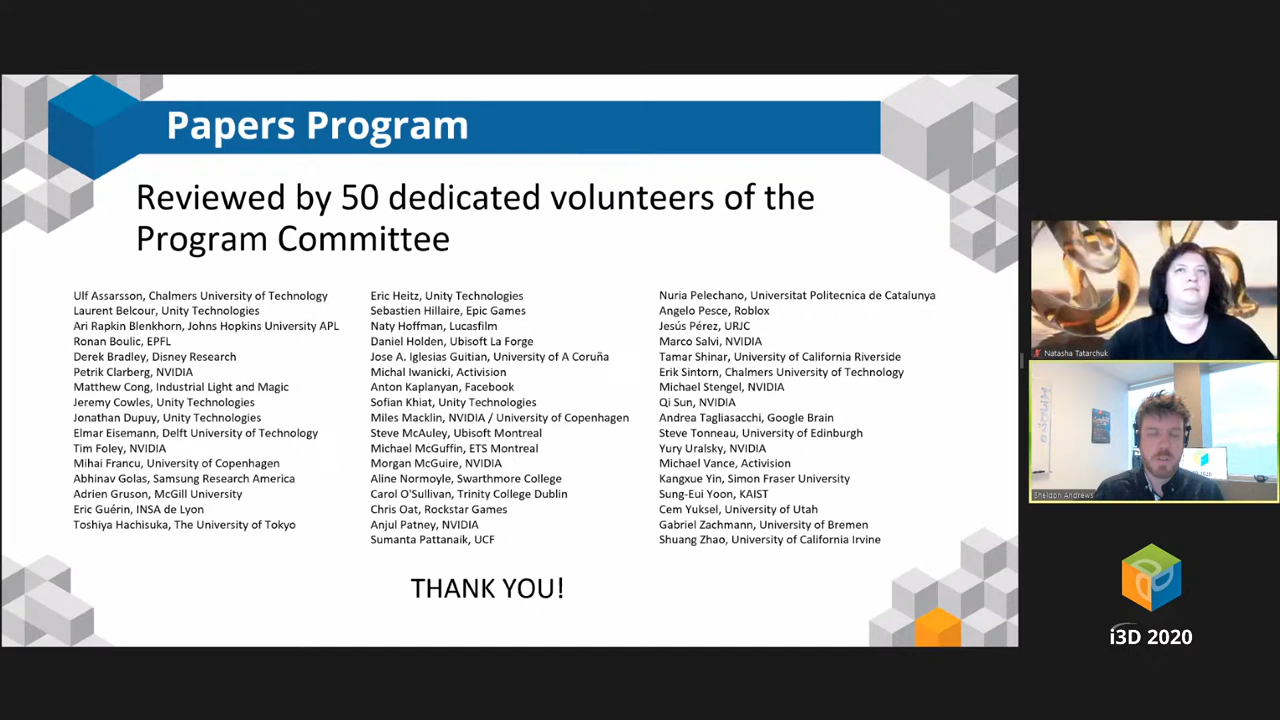 Papers Program
Reviewed by 50 dedicated volunteers of the
Program Committee
Ulf Assarsson, Chalmers University of Technology
Laurent Belcour, Unity Technologies
Ari Rapkin Blenkhorn, Johns Hopkins University APL
Ronan Boulic, EPFL
Derek Bradley, Disney Research
Petrik Clarberg, NVIDIA
Matthew Cong, Industrial Light and Magic
Jeremy Cowles, Unity Technologies
Jonathan Dupuy, Unity Technologies
Elmar Eisemann, Delft University of Technology
Tim Foley, NVIDIA
Mihai Francu, University of Copenhagen
Abhinav Golas, Samsung Research America
Adrien Gruson, McGill University
Eric Guérin, INSA de Lyon
Toshiya Hachisuka, The University of Tokyo
Eric Heitz, Unity Technologies
Sebastien Hillaire, Epic Games
Naty Hoffman, Lucasfilm
Daniel Holden, Ubisoft La Forge
Jose A. Iglesias Guitian, University of A Coruña
Michal Iwanicki, Activision
Anton Kaplanyan, Facebook
Sofian Khiat, Unity Technologies
Miles Macklin, NVIDIA / University of Copenhagen
Steve McAuley, Ubisoft Montreal
Michael McGuffin, ETS Montreal
Morgan McGuire, NVIDIA
Aline Normoyle, Swarthmore College
Carol O'Sullivan, Trinity College Dublin
Chris Oat, Rockstar Games
Anjul Patney, NVIDIA
Sumanta Pattanaik, UCF
Nuria Pelechano, Universitat Politecnica de Catalunya
Angelo Pesce, Roblox
Jesús Pérez, URJC
Marco Salvi, NVIDIA
Tamar Shinar, University of California Riverside
Erik Sintorn, Chalmers University of Technology
Michael Stengel, NVIDIA
Qi Sun, NVIDIA
Andrea Tagliasacchi, Google Brain
Steve Tonneau, University of Edinburgh
Yury Uralsky, NVIDIA
Michael Vance, Activision
Kangxue Yin, Simon Fraser University
Sung-Eui Yoon, KAIST
Cem Yuksel, University of Utah
Gabriel Zachmann, University of Bremen
Shuang Zhao, University of California Irvine
THANK YOU!
Natasha Tatarchuk
Sheldon Andrews
i3D 2020